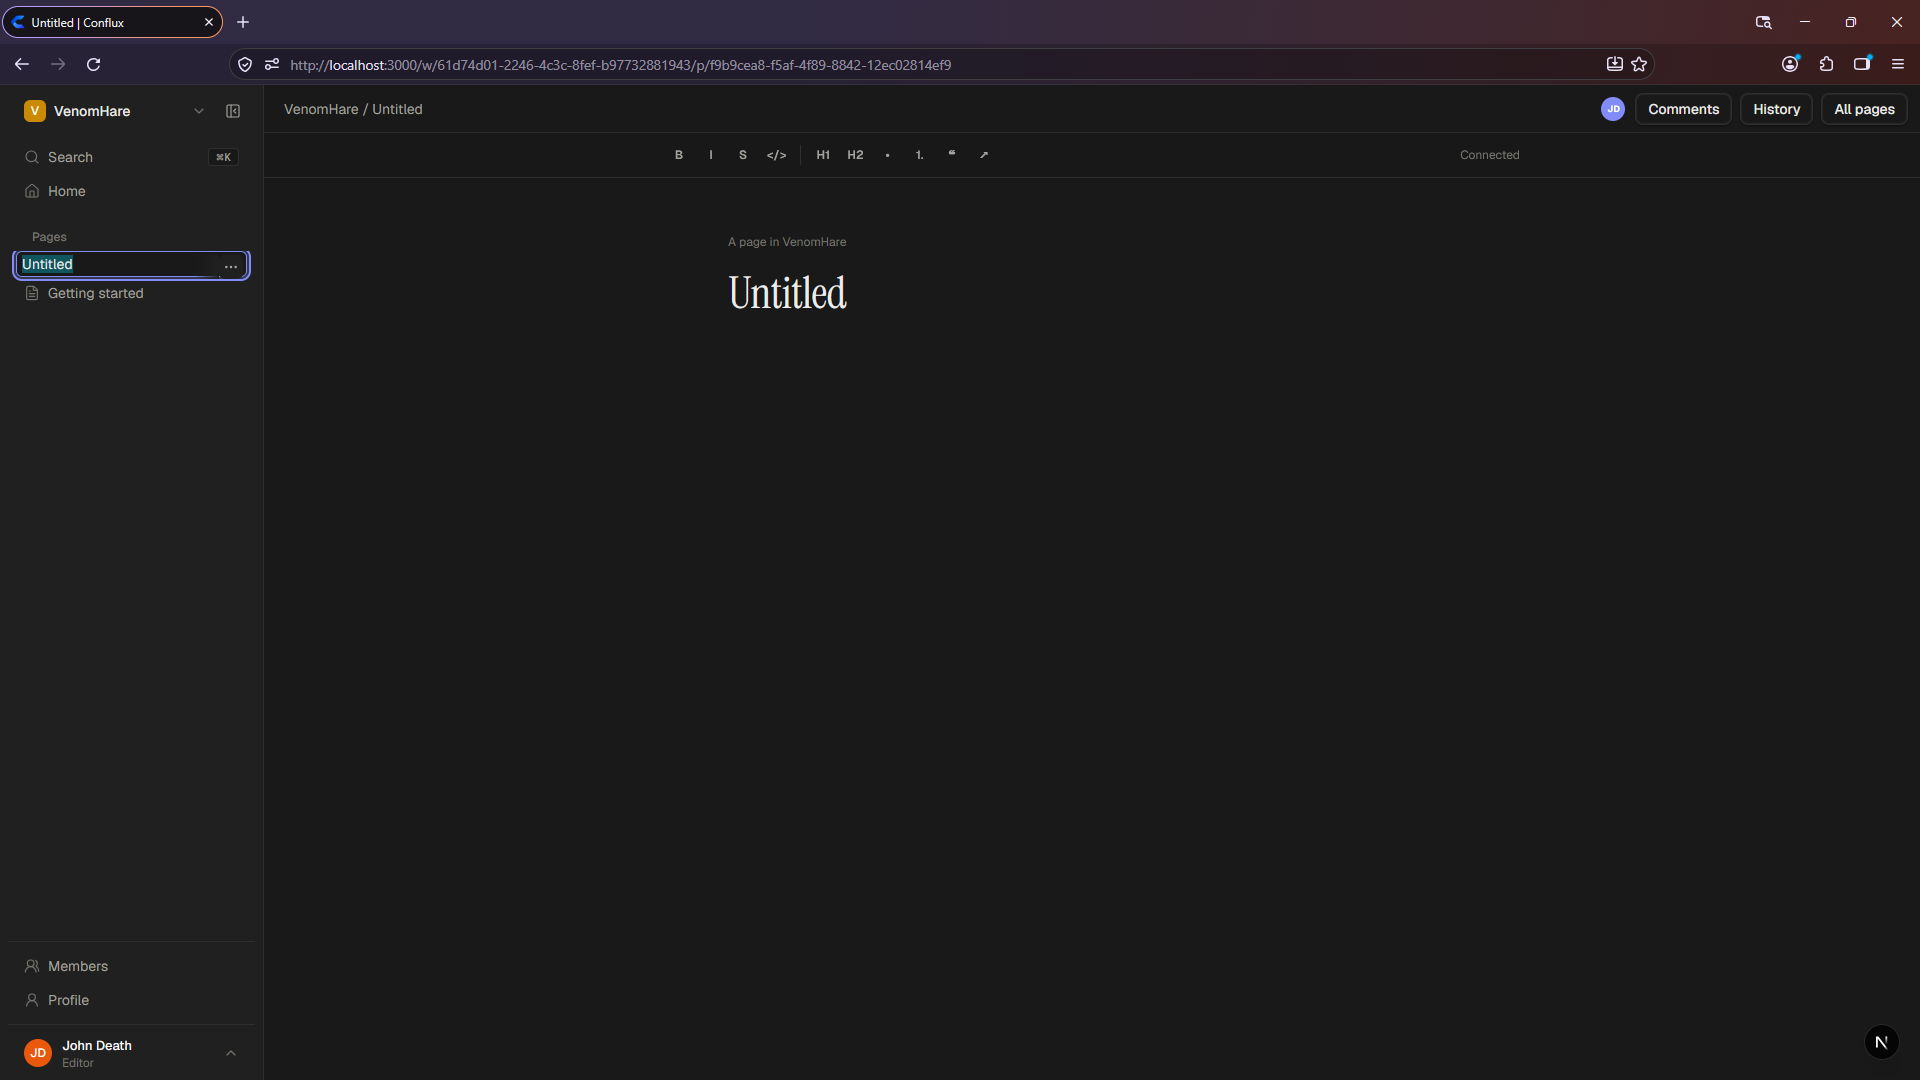 Untitled | Conflux
http://localhost:3000/w/61d74d01-2246-4c3c-8fef-b97732881943/p/f9b9cea8-f5af-4f89-8842-12ec02814ef9
V VenomHare
VenomHare / Untitled
JD Comments History All pages
Search ⌘K
B I S </> H1 H2 • 1. ❝ ↗
Connected
Home
Pages
Untitled ...
Getting started
A page in VenomHare
Untitled
Members
Profile
JD John Death
Editor
N